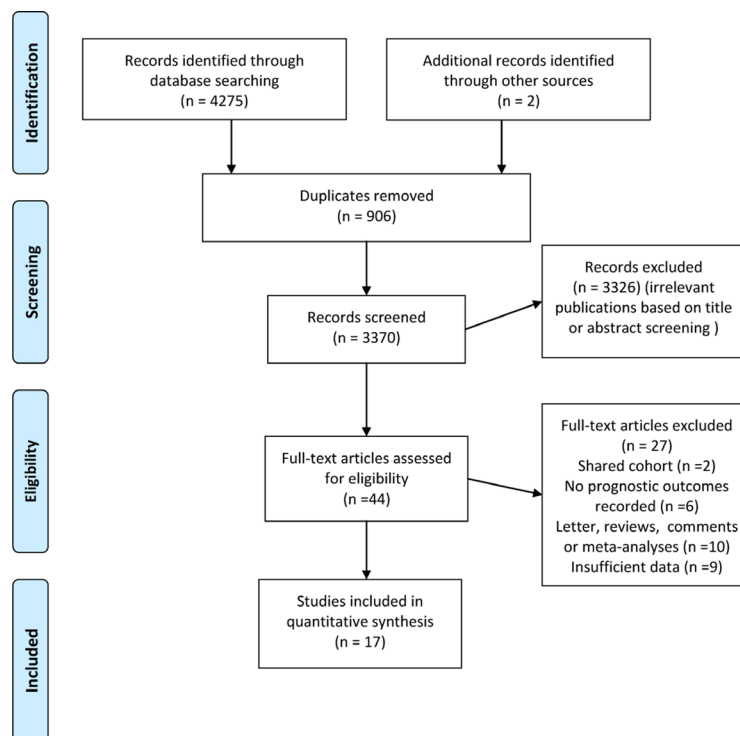 Identification
Records identified through
database searching
(n = 4275)
Additional records identified
through other sources
(n = 2)
Duplicates removed
(n = 906)
Screening
Records screened
(n = 3370)
Records excluded
(n = 3326) (irrelevant
publications based on title
or abstract screening )
Eligibility
Full-text articles assessed
for eligibility
(n =44)
Full-text articles excluded
(n = 27)
Shared cohort (n =2)
No prognostic outcomes
recorded (n =6)
Letter, reviews, comments
or meta-analyses (n =10)
Insufficient data (n =9)
Included
Studies included in
quantitative synthesis
(n = 17)